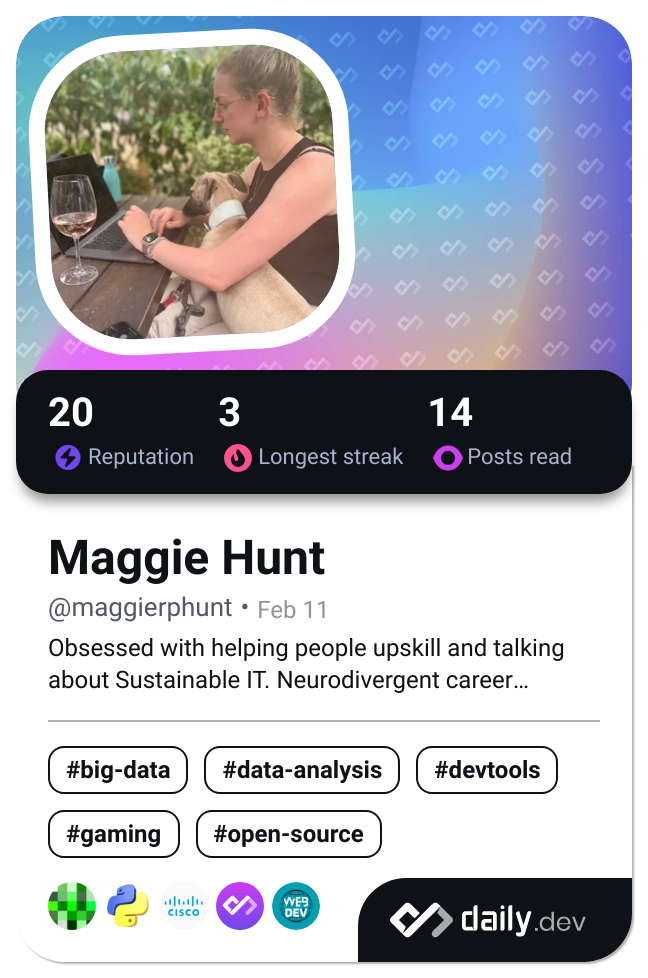 20 3 14
Reputation Longest streak Posts read
Maggie Hunt
@maggierphunt • Feb 11
Obsessed with helping people upskill and talking
about Sustainable IT. Neurodivergent career…
#big-data #data-analysis #devtools
#gaming #open-source
CISCO
WEB
DEV
daily.dev